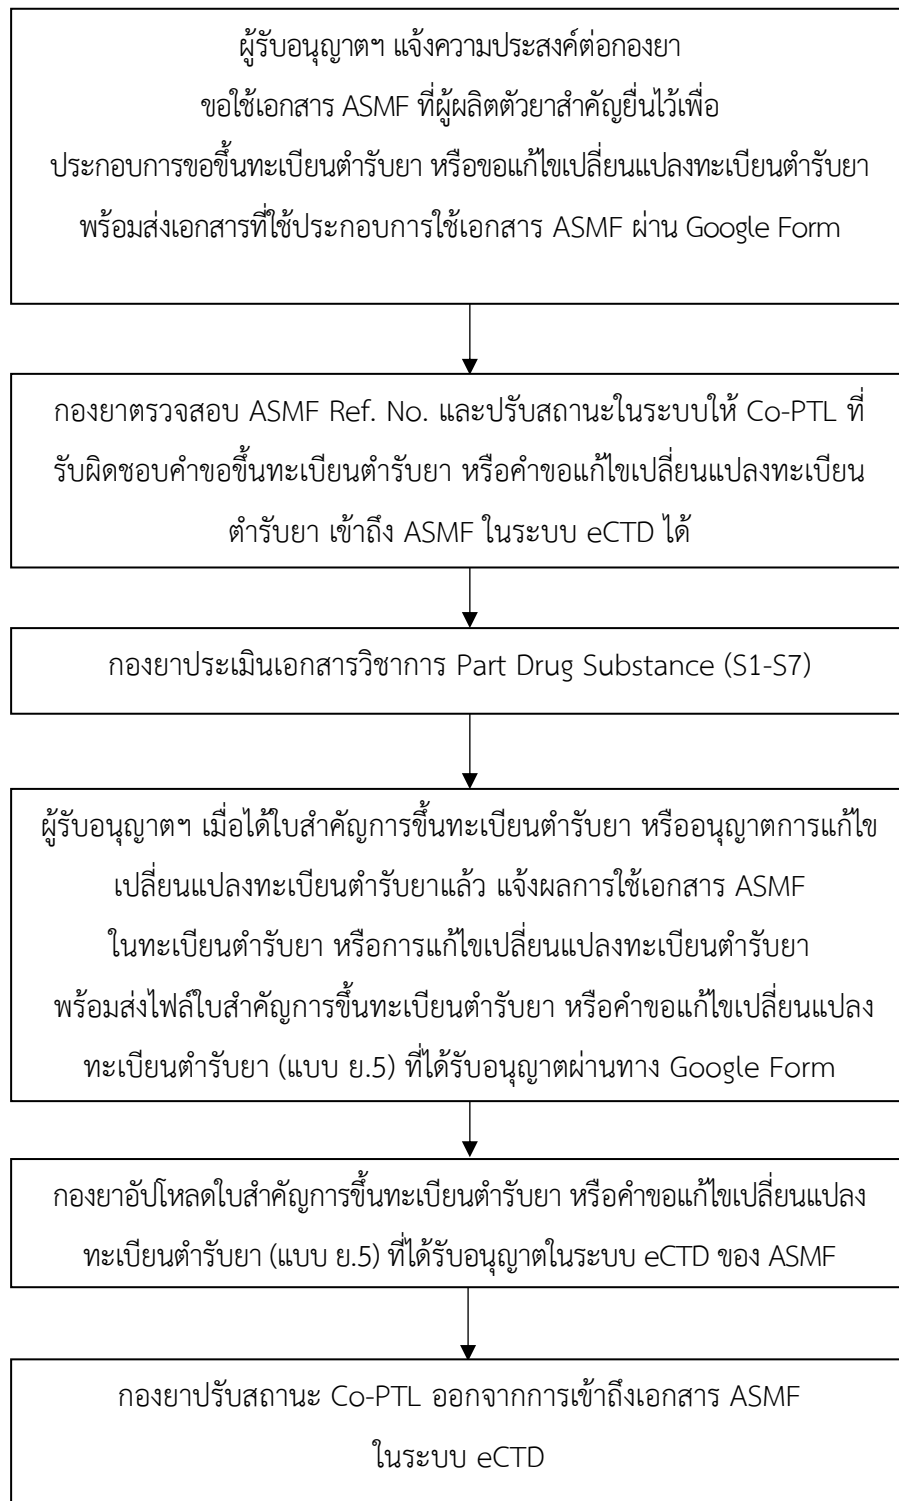 ผู้รับอนุญาตฯ แจ้งความประสงค์ต่อกองยา
ขอใช้เอกสาร ASMF ที่ผู้ผลิตตัวยาสำคัญยื่นไว้เพื่อ
ประกอบการขอขึ้นทะเบียนตำรับยา หรือขอแก้ไขเปลี่ยนแปลงทะเบียนตำรับยา
พร้อมส่งเอกสารที่ใช้ประกอบการใช้เอกสาร ASMF ผ่าน Google Form
กองยาตรวจสอบ ASMF Ref. No. และปรับสถานะในระบบให้ Co-PTL ที่
รับผิดชอบคำขอขึ้นทะเบียนตำรับยา หรือคำขอแก้ไขเปลี่ยนแปลงทะเบียน
ตำรับยา เข้าถึง ASMF ในระบบ eCTD ได้
กองยาประเมินเอกสารวิชาการ Part Drug Substance (S1-S7)
ผู้รับอนุญาตฯ เมื่อได้ใบสำคัญการขึ้นทะเบียนตำรับยา หรืออนุญาตการแก้ไข
เปลี่ยนแปลงทะเบียนตำรับยาแล้ว แจ้งผลการใช้เอกสาร ASMF
ในทะเบียนตำรับยา หรือการแก้ไขเปลี่ยนแปลงทะเบียนตำรับยา
พร้อมส่งไฟล์ใบสำคัญการขึ้นทะเบียนตำรับยา หรือคำขอแก้ไขเปลี่ยนแปลง
ทะเบียนตำรับยา (แบบ ย.5) ที่ได้รับอนุญาตผ่านทาง Google Form
กองยาอัปโหลดใบสำคัญการขึ้นทะเบียนตำรับยา หรือคำขอแก้ไขเปลี่ยนแปลง
ทะเบียนตำรับยา (แบบ ย.5) ที่ได้รับอนุญาตในระบบ eCTD ของ ASMF
กองยาปรับสถานะ Co-PTL ออกจากการเข้าถึงเอกสาร ASMF
ในระบบ eCTD